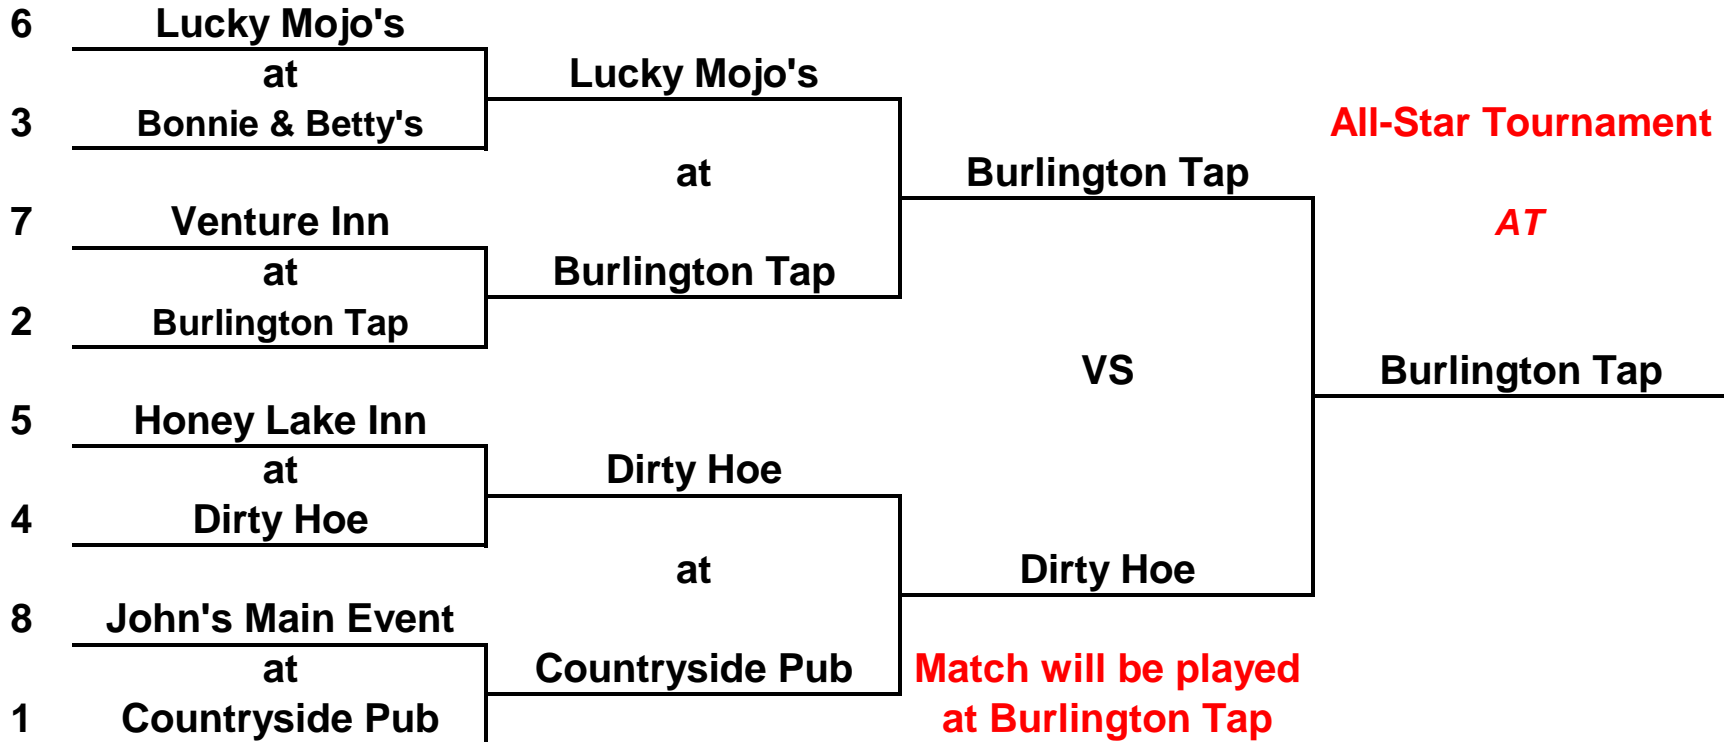 6 Lucky Mojo's
at Lucky Mojo's
3 Bonnie & Betty's All-Star Tournament
at Burlington Tap
7 Venture Inn AT
at Burlington Tap
2 Burlington Tap
VS Burlington Tap
5 Honey Lake Inn
at Dirty Hoe
4 Dirty Hoe
at Dirty Hoe
8 John's Main Event
at Countryside Pub Match will be played
1 Countryside Pub at Burlington Tap